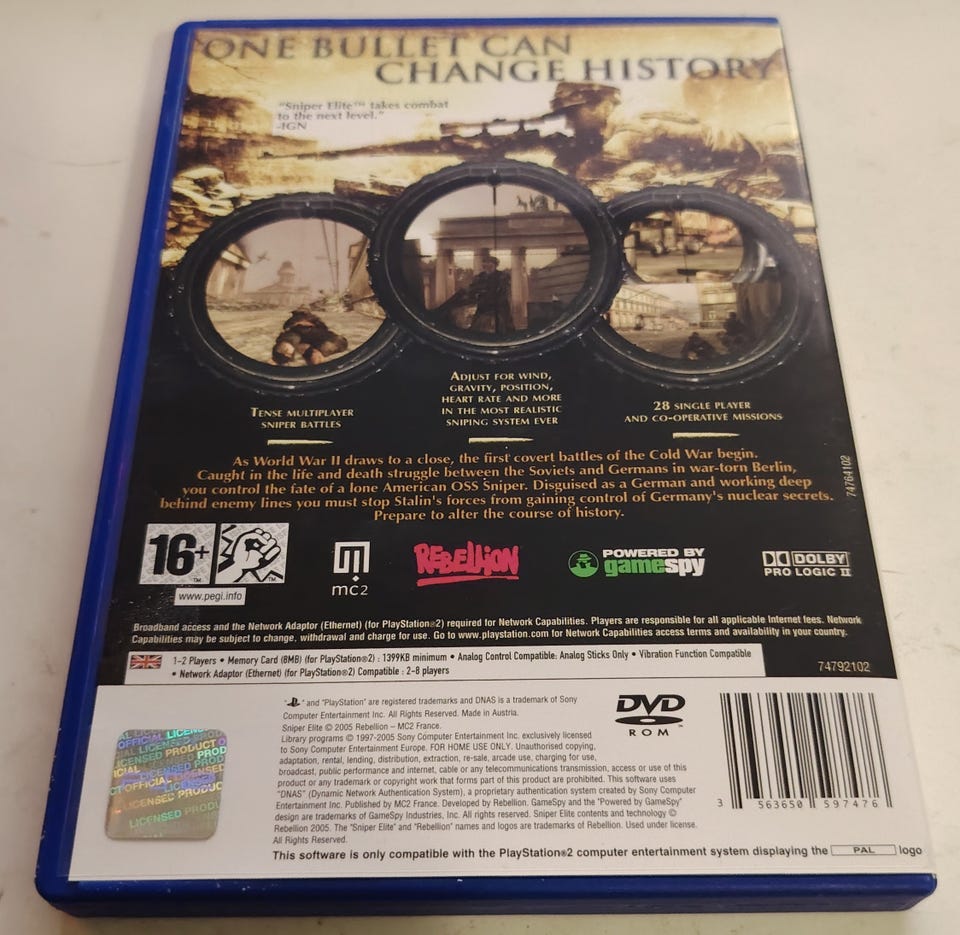 ONE BULLET CAN
CHANGE HISTORY
"Sniper Elite™ takes combat
to the next level."
-IGN
TENSE MULTIPLAYER
SNIPER BATTLES
ADJUST FOR WIND,
GRAVITY, POSITION,
HEART RATE AND MORE
IN THE MOST REALISTIC
SNIPING SYSTEM EVER
28 SINGLE PLAYER
AND CO-OPERATIVE MISSIONS
As World War II draws to a close, the first covert battles of the Cold War begin.
Caught in the life and death struggle between the Soviets and Germans in war-torn Berlin,
you control the fate of a lone American OSS Sniper. Disguised as a German and working deep
behind enemy lines you must stop Stalin's forces from gaining control of Germany's nuclear secrets.
Prepare to alter the course of history.
74764102
16+
TM
TM
www.pegi.info
mc2
REBELLION
POWERED BY
gamespy
DOLBY
PRO LOGIC II
Broadband access and the Network Adaptor (Ethernet) (for PlayStation®2) required for Network Capabilities. Players are responsible for all applicable Internet fees. Network
Capabilities may be subject to change, withdrawal and charge for use. Go to www.playstation.com for Network Capabilities access terms and availability in your country.
1-2 Players • Memory Card (8MB) (for PlayStation®2) : 1399KB minimum • Analog Control Compatible: Analog Sticks Only • Vibration Function Compatible
• Network Adaptor (Ethernet) (for PlayStation®2) Compatible : 2-8 players
74792102
" " and "PlayStation" are registered trademarks and DNAS is a trademark of Sony
Computer Entertainment Inc. All Rights Reserved. Made in Austria.
Sniper Elite © 2005 Rebellion – MC2 France.
Library programs © 1997-2005 Sony Computer Entertainment Inc. exclusively licensed
to Sony Computer Entertainment Europe. FOR HOME USE ONLY. Unauthorised copying,
adaptation, rental, lending, distribution, extraction, re-sale, arcade use, charging for use,
broadcast, public performance and internet, cable or any telecommunications transmission, access or use of this
product or any trademark or copyright work that forms part of this product are prohibited. This software uses
"DNAS" (Dynamic Network Authentication System), a proprietary authentication system created by Sony Computer
Entertainment Inc. Published by MC2 France. Developed by Rebellion. GameSpy and the "Powered by GameSpy"
design are trademarks of GameSpy Industries, Inc. All rights reserved. Sniper Elite contents and technology ©
Rebellion 2005. The "Sniper Elite" and "Rebellion" names and logos are trademarks of Rebellion. Used under license.
All Rights Reserved.
This software is only compatible with the PlayStation®2 computer entertainment system displaying the PAL logo
DVD
ROM
3 563650 597476
OFFICIAL LICEN
LICENSED PRODUCT O
CT OFFICIAL LICENSED
LICENSED PRODUC
LICENSED PRODU